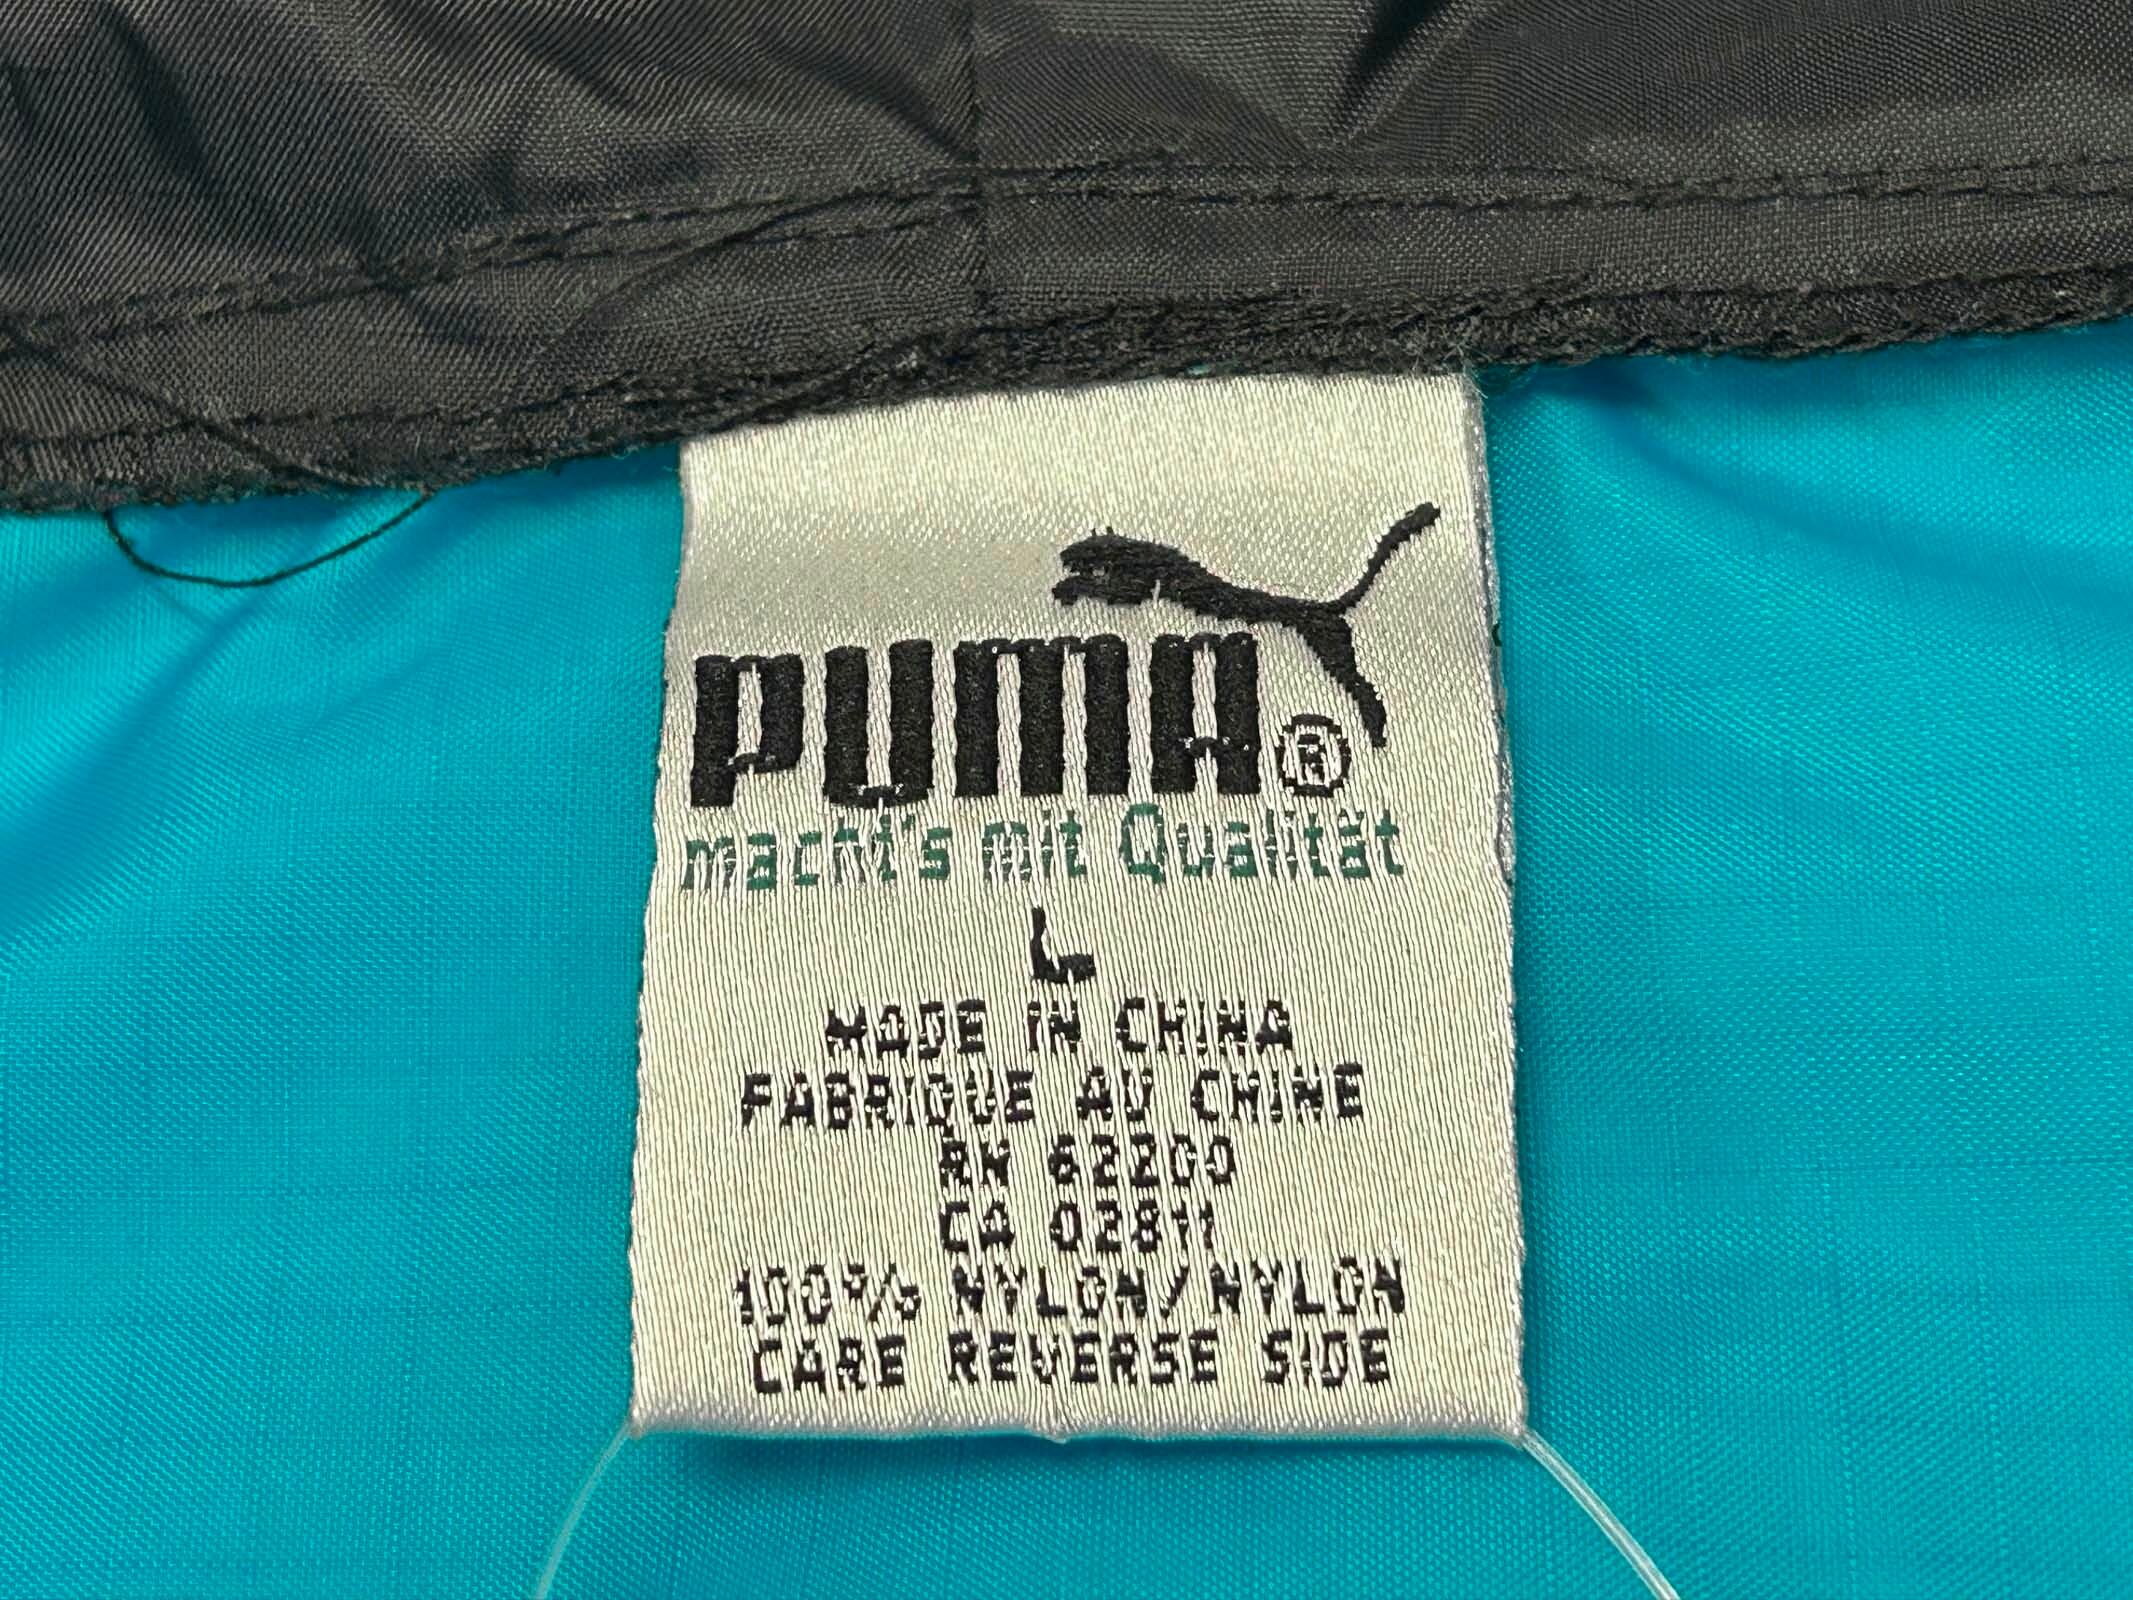 PUMA®
macht's mit Qualität
L
MADE IN CHINA
FABRIQUE AU CHINE
RN 62200
CA 02811
100% NYLON/NYLON
CARE REVERSE SIDE